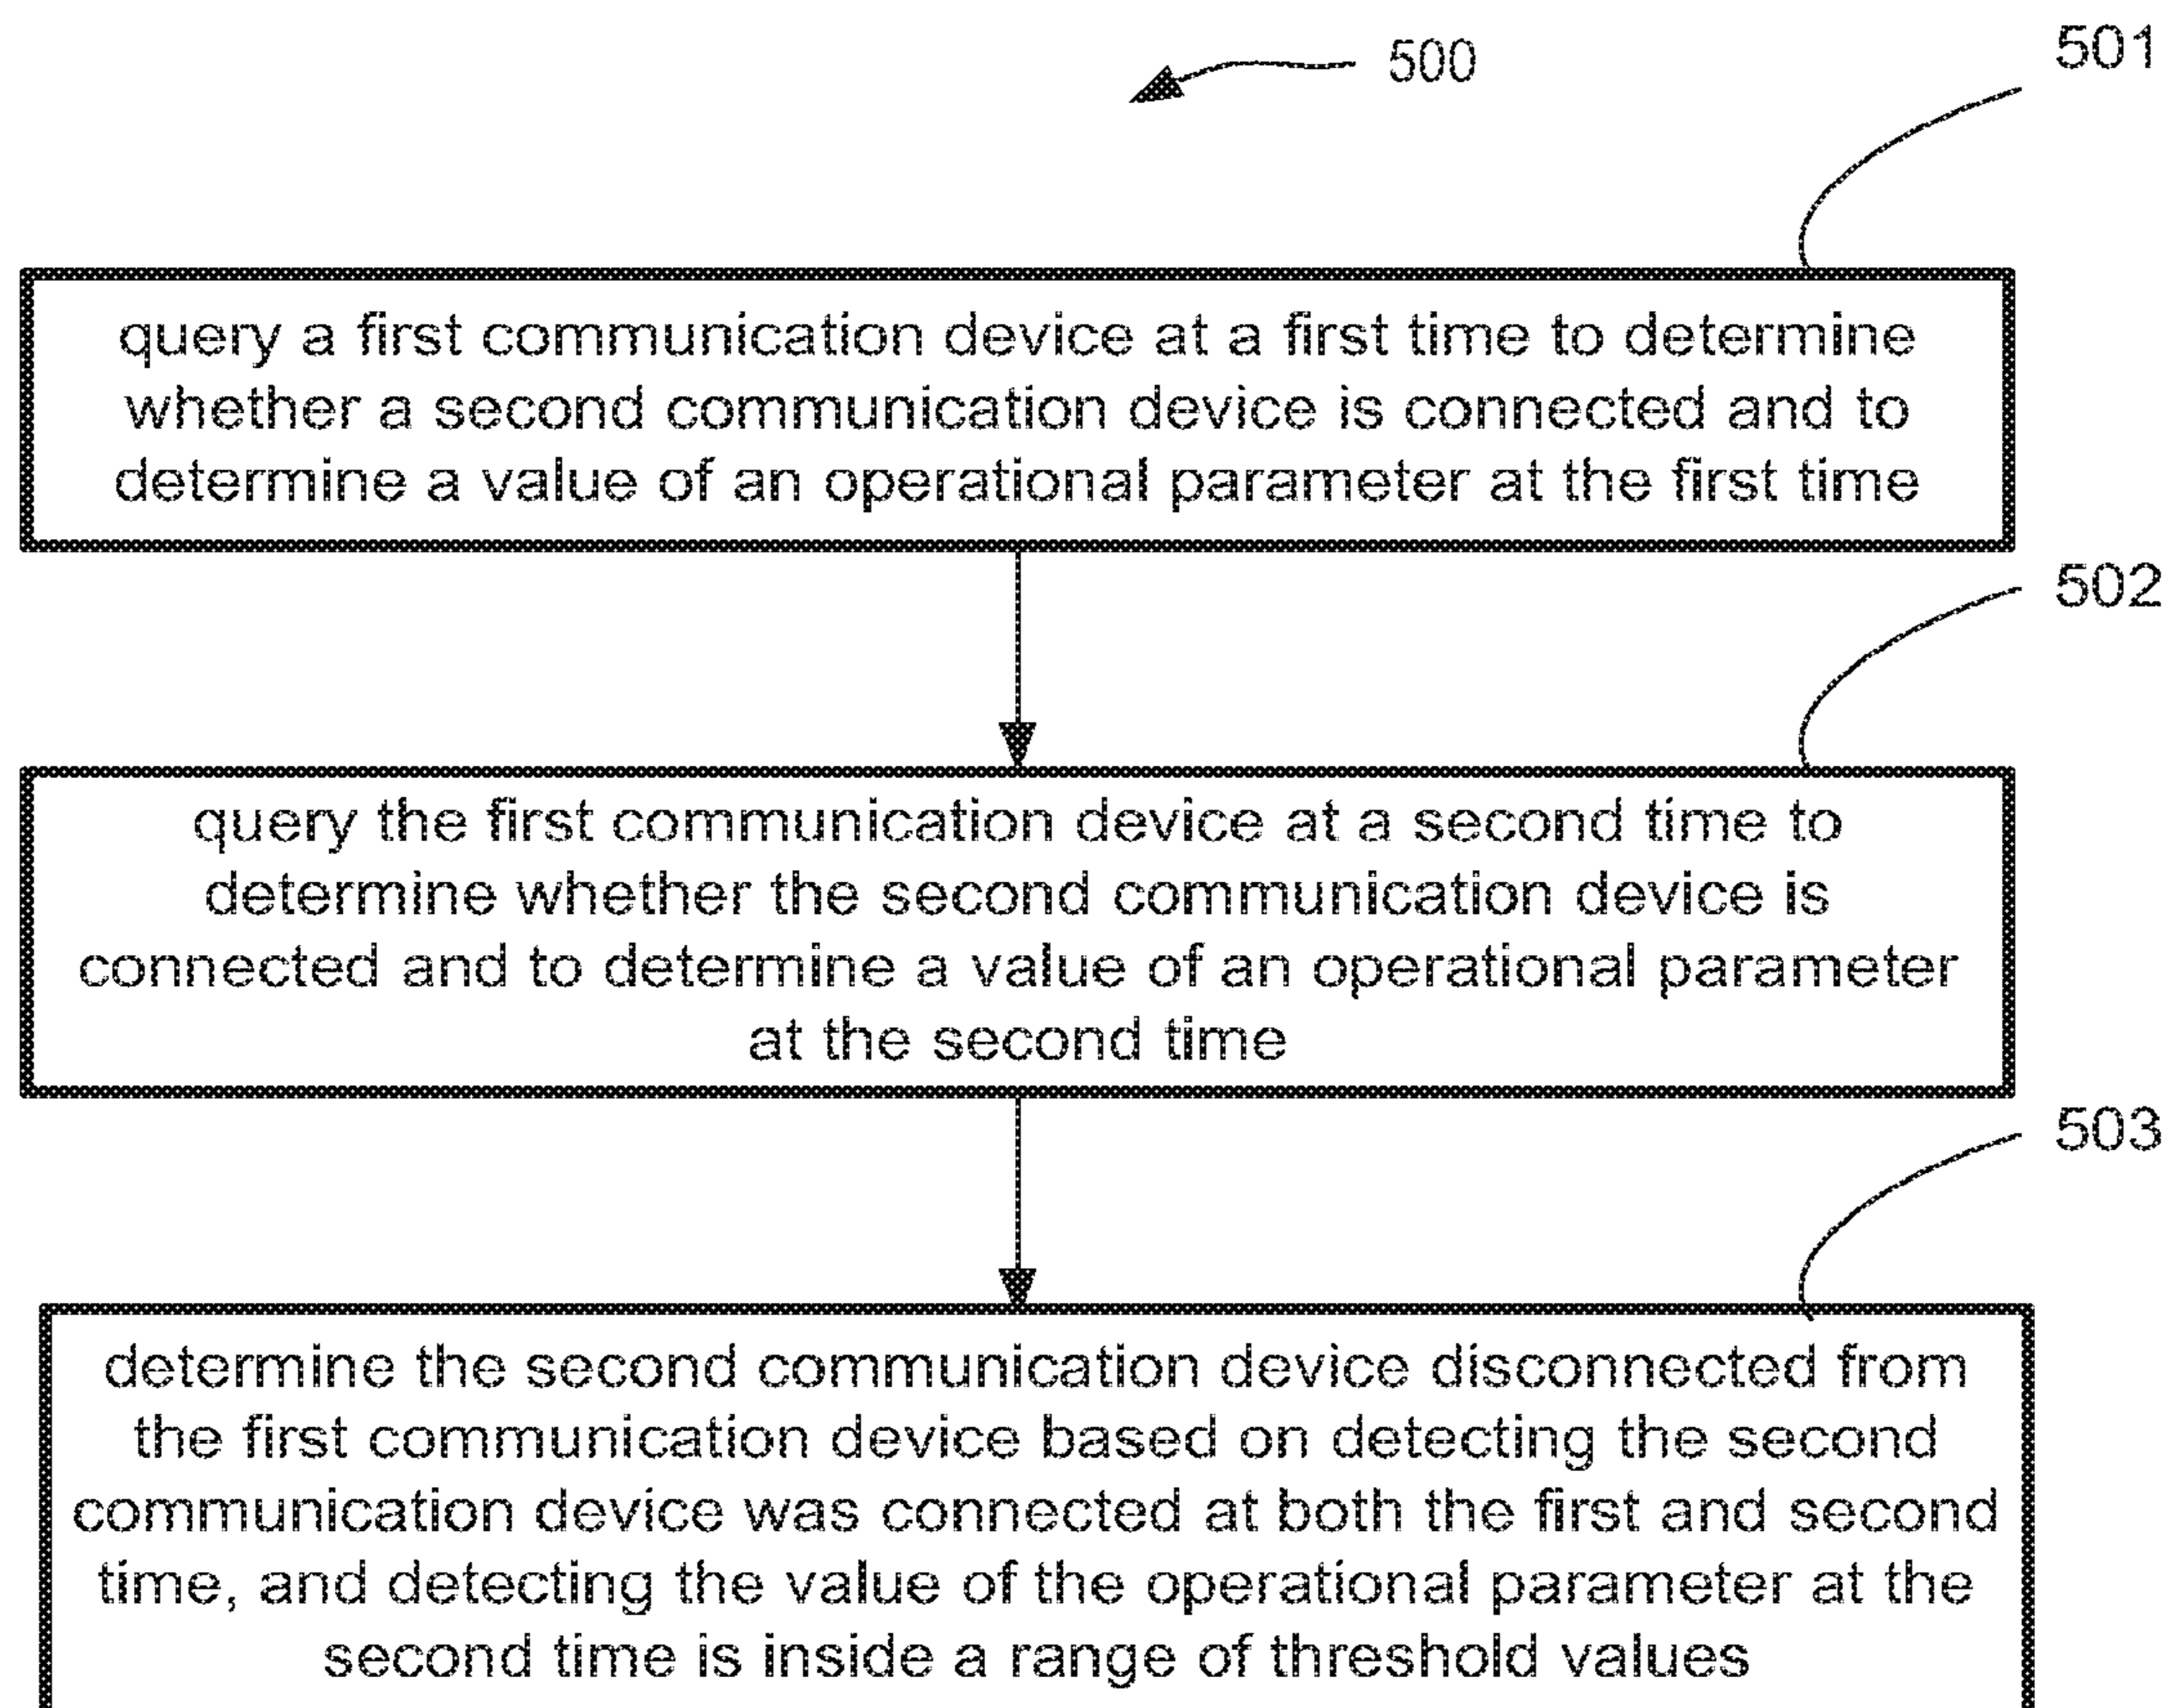 500
501
query a first communication device at a first time to determine
whether a second communication device is connected and to
determine a value of an operational parameter at the first time
502
query the first communication device at a second time to
determine whether the second communication device is
connected and to determine a value of an operational parameter
at the second time
503
determine the second communication device disconnected from
the first communication device based on detecting the second
communication device was connected at both the first and second
time, and detecting the value of the operational parameter at the
second time is inside a range of threshold values